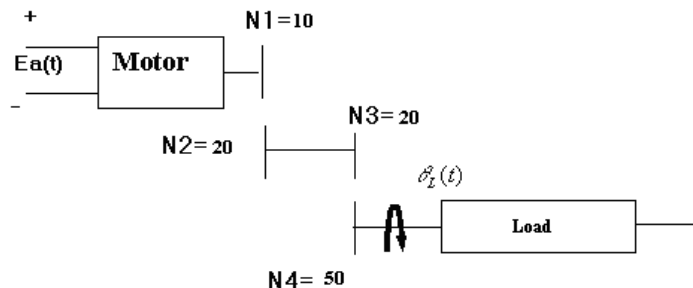 N1=10
+
Ea(t)
Motor
–
N3= 20
N2= 20
θL(t)
Load
N4= 50